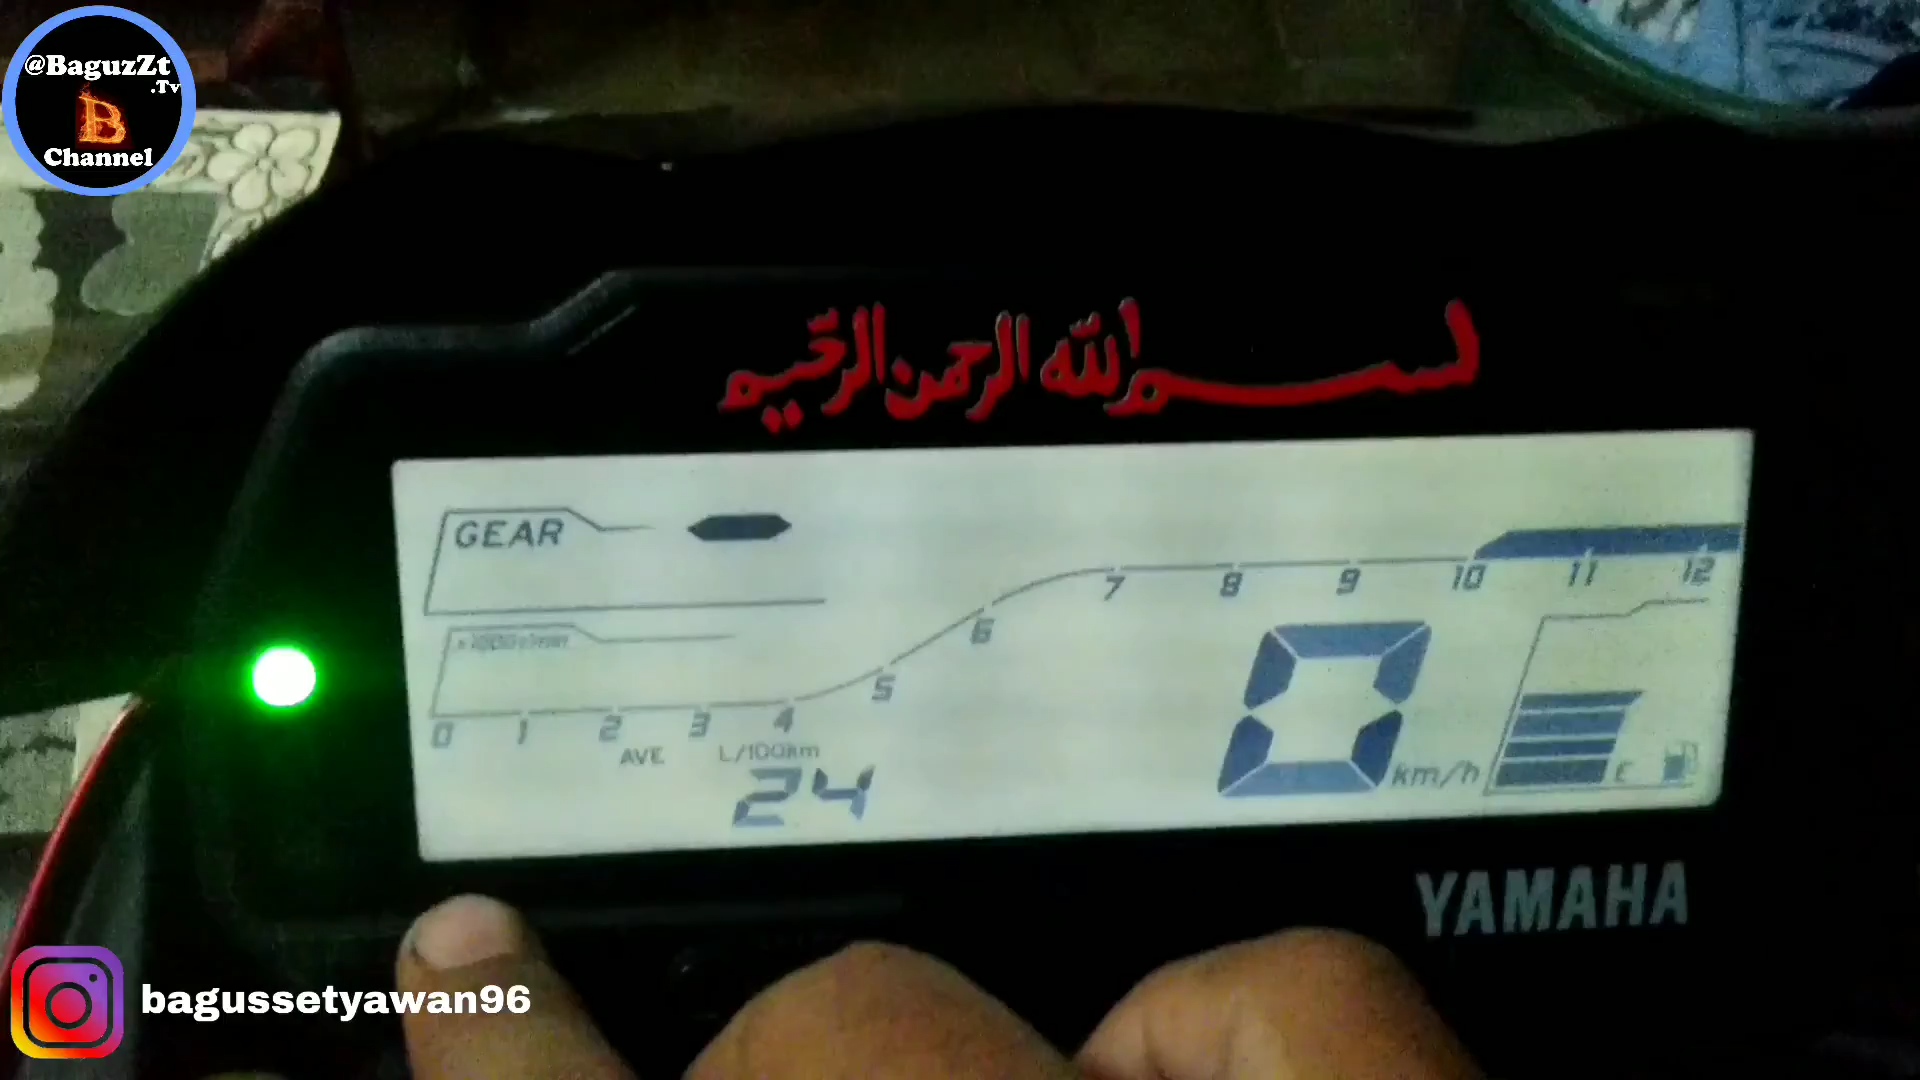 @BaguzZt
.Tv
B
Channel
بسم الله الرحمن الرحيم
GEAR
7 8 9 10 11 12
6
5
0 1 2 3 4
AVE L/100km
24
0 km/h
E
YAMAHA
bagussetyawan96